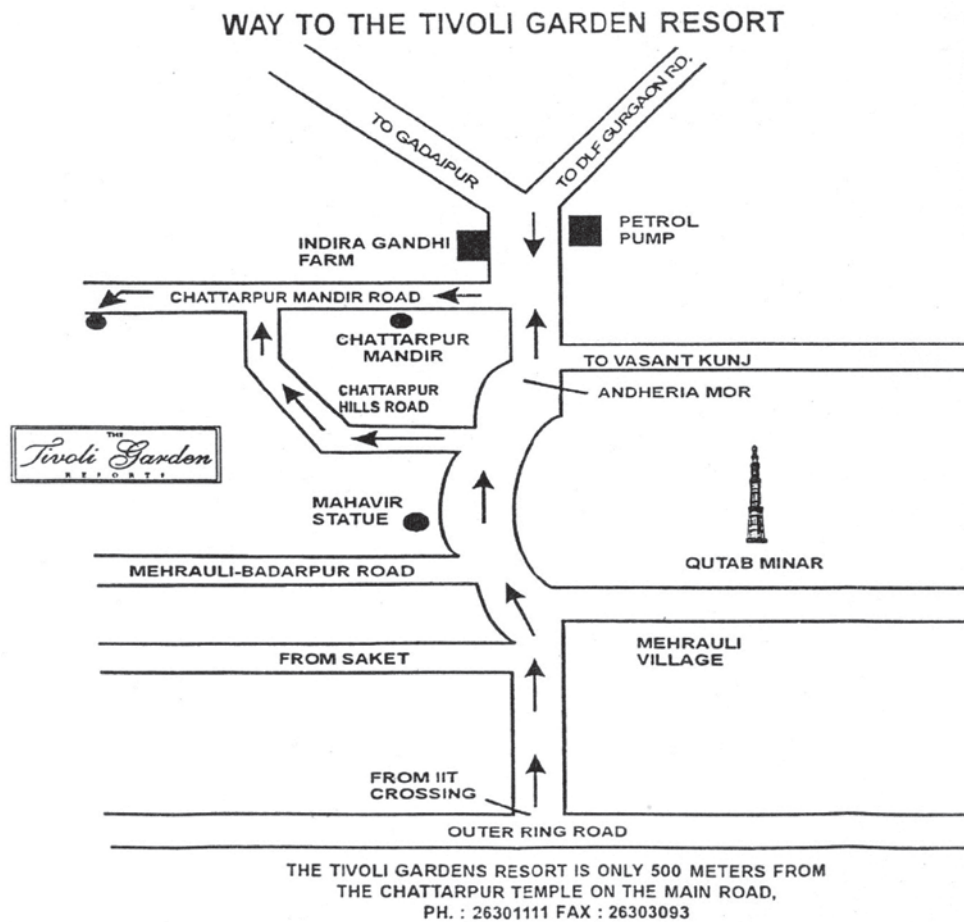 WAY TO THE TIVOLI GARDEN RESORT
TO GADAIPUR
TO DLF GURGAON RD.
INDIRA GANDHI
FARM
PETROL
PUMP
CHATTARPUR MANDIR ROAD
CHATTARPUR
MANDIR
TO VASANT KUNJ
CHATTARPUR
HILLS ROAD
ANDHERIA MOR
THE
Tivoli Garden
RESORTS
MAHAVIR
STATUE
QUTAB MINAR
MEHRAULI-BADARPUR ROAD
MEHRAULI
VILLAGE
FROM SAKET
FROM IIT
CROSSING
OUTER RING ROAD
THE TIVOLI GARDENS RESORT IS ONLY 500 METERS FROM
THE CHATTARPUR TEMPLE ON THE MAIN ROAD,
PH. : 26301111 FAX : 26303093